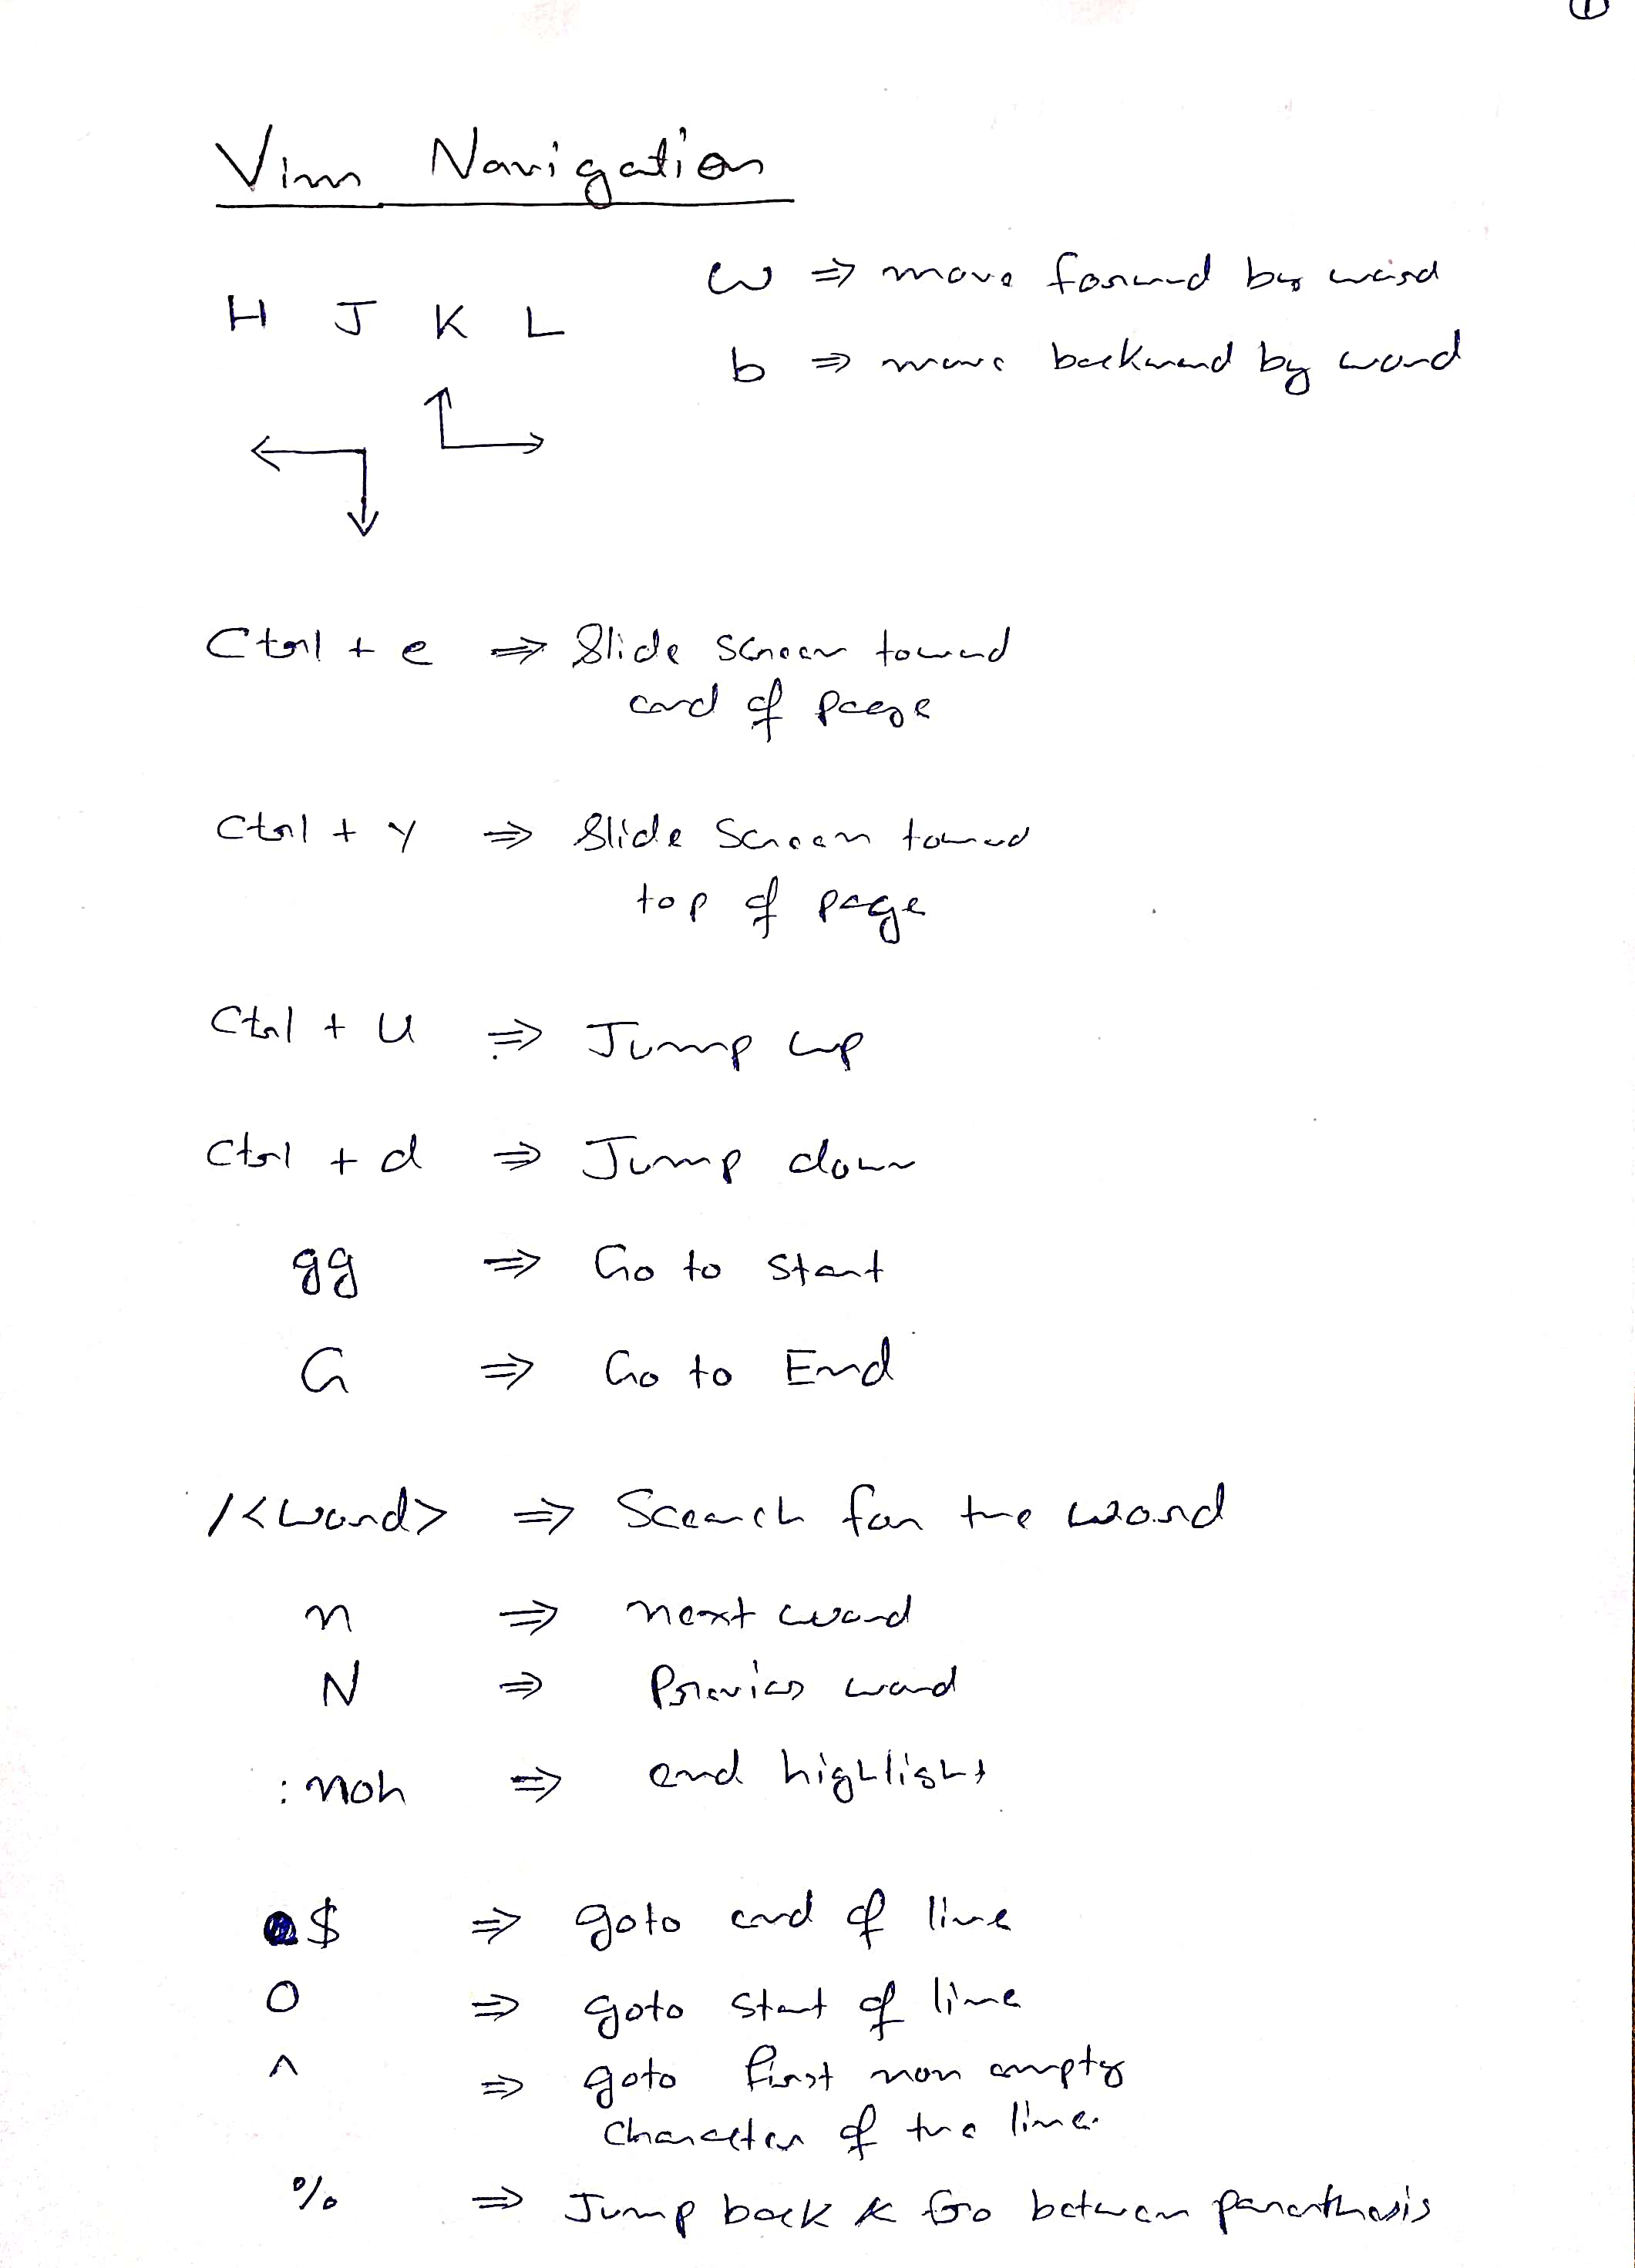 1
Vim Navigation
H J K L
w ⇒ move forward by word
b ⇒ move backward by word
Ctrl + e ⇒ Slide screen toward
end of page
Ctrl + y ⇒ Slide Screen toward
top of page
Ctrl + U ⇒ Jump up
Ctrl + d ⇒ Jump down
gg ⇒ Go to start
G ⇒ Go to End
/<word> ⇒ Search for the word
n ⇒ next word
N ⇒ Previous word
:noh ⇒ end highlight
$ ⇒ goto end of line
0 ⇒ goto start of line
^ ⇒ goto first non empty
character of the line.
% ⇒ Jump back & fro between parenthesis